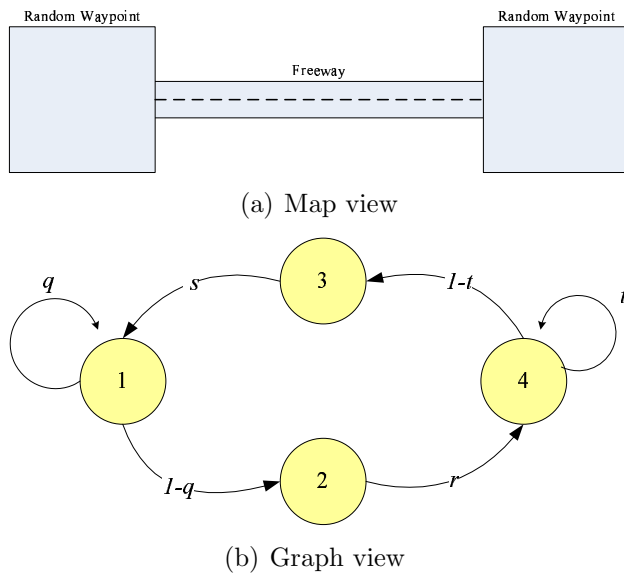 Random Waypoint
Random Waypoint
Freeway
(a) Map view
q
s
3
1-t
1
4
1-q
2
r
(b) Graph view